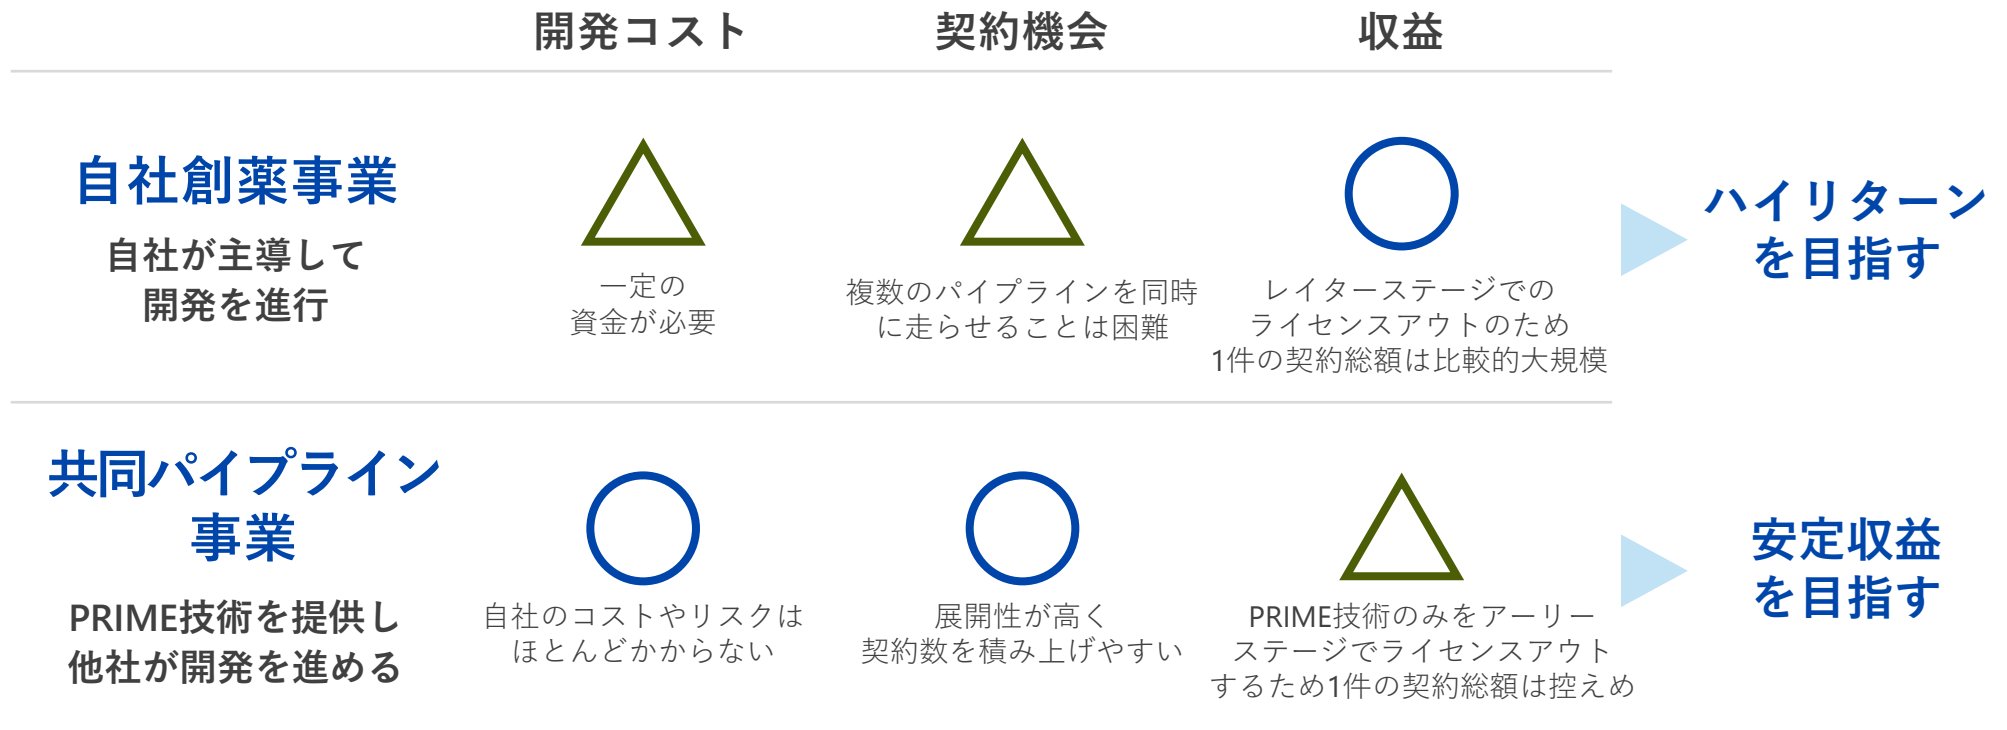 開発コスト
契約機会
収益
自社創薬事業
自社が主導して
開発を進行
一定の
資金が必要
複数のパイプラインを同時
に走らせることは困難
レイターステージでの
ライセンスアウトのため
1件の契約総額は比較的大規模
ハイリターン
を目指す
共同パイプライン
事業
PRIME技術を提供し
他社が開発を進める
自社のコストやリスクは
ほとんどかからない
展開性が高く
契約数を積み上げやすい
PRIME技術のみをアーリー
ステージでライセンスアウト
するため1件の契約総額は控えめ
安定収益
を目指す